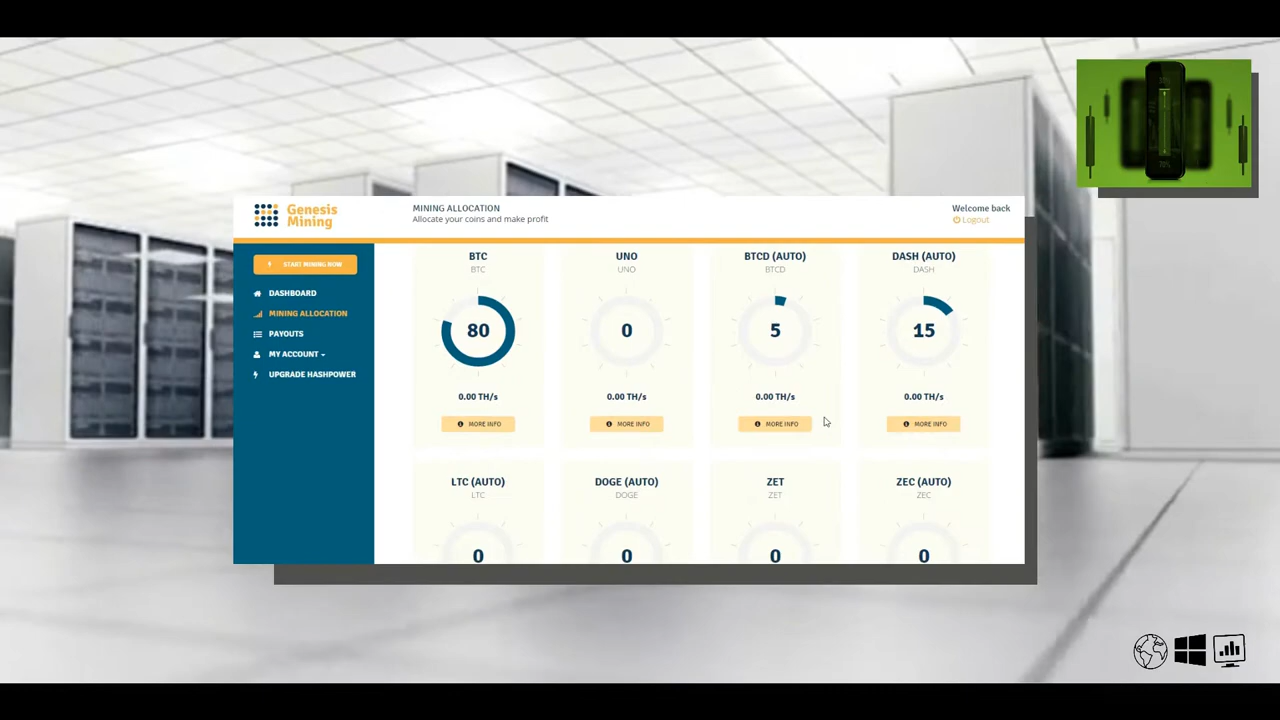 Genesis
Mining
MINING ALLOCATION
Allocate your coins and make profit
Welcome back
Logout
START MINING NOW
DASHBOARD
MINING ALLOCATION
PAYOUTS
MY ACCOUNT
UPGRADE HASHPOWER
BTC
BTC
80
0.00 TH/s
MORE INFO
UNO
UNO
0
0.00 TH/s
MORE INFO
BTCD (AUTO)
BTCD
5
0.00 TH/s
MORE INFO
DASH (AUTO)
DASH
15
0.00 TH/s
MORE INFO
LTC (AUTO)
LTC
0
DOGE (AUTO)
DOGE
0
ZET
ZET
0
ZEC (AUTO)
ZEC
0